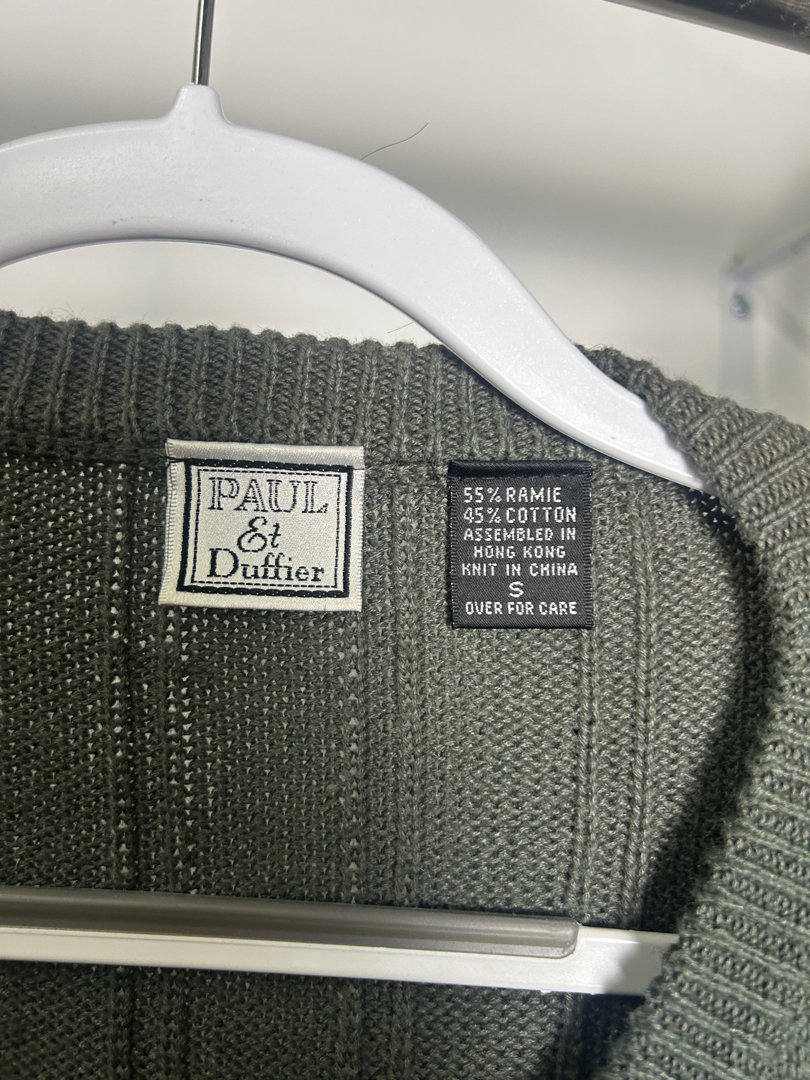 PAUL
Et
Duffier
55% RAMIE
45% COTTON
ASSEMBLED IN
HONG KONG
KNIT IN CHINA
S
OVER FOR CARE